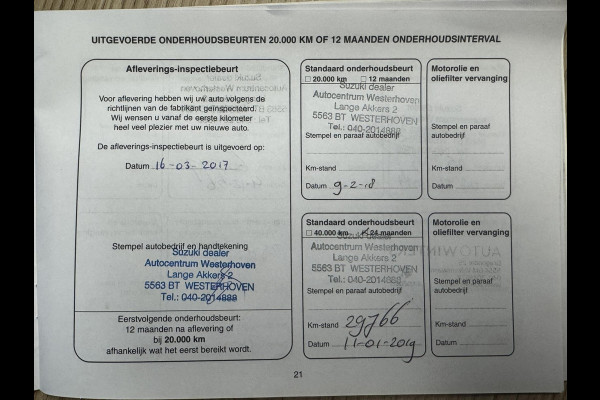 UITGEVOERDE ONDERHOUDSBEURTEN 20.000 KM OF 12 MAANDEN ONDERHOUDSINTERVAL
Afleverings-inspectiebeurt
Voor aflevering hebben wij uw auto volgens de
richtlijnen van de fabrikant geïnspecteerd.
Wij wensen u vanaf de eerste kilometer
heel veel plezier met uw nieuwe auto.
De afleverings-inspectiebeurt is uitgevoerd op:
Datum 16-03-2017
Stempel autobedrijf en handtekening
Suzuki dealer
Autocentrum Westerhoven
Lange Akkers 2
5563 BT WESTERHOVEN
Tel.: 040-2014888
Eerstvolgende onderhoudsbeurt:
12 maanden na aflevering of
bij 20.000 km
afhankelijk wat het eerst bereikt wordt.
Standaard onderhoudsbeurt
20.000 km 12 maanden
Suzuki dealer
Autocentrum Westerhoven
Lange Akkers 2
5563 BT WESTERHOVEN
Tel.: 040-2014888
Stempel en paraaf autobedrijf
Km-stand
Datum 9-2-18
Motorolie en
oliefilter vervanging
Stempel en paraaf
autobedrijf
Km-stand
Datum
Standaard onderhoudsbeurt
40.000 km 24 maanden
Suzuki dealer
Autocentrum Westerhoven
Lange Akkers 2
5563 BT WESTERHOVEN
Tel.: 040-2014888
Stempel en paraaf autobedrijf
Km-stand 29766
Datum 11-01-2019
Motorolie en
oliefilter vervanging
Stempel en paraaf
autobedrijf
Km-stand
Datum
21